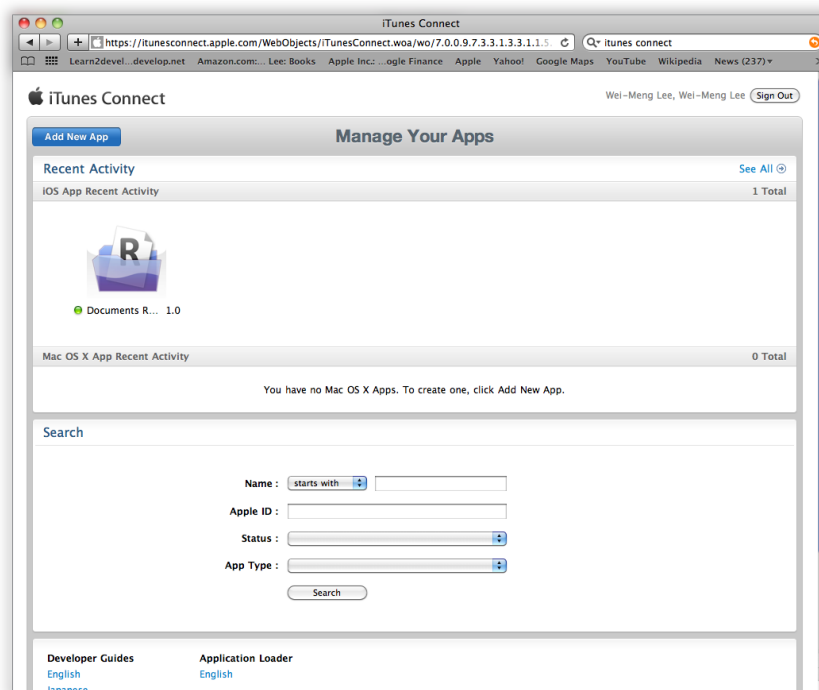 iTunes Connect
https://itunesconnect.apple.com/WebObjects/iTunesConnect.woa/wo/7.0.0.9.7.3.3.1.3.3.1.1.5. itunes connect
Learn2devel...develop.net Amazon.com:... Lee: Books Apple Inc.: ...ogle Finance Apple Yahoo! Google Maps YouTube Wikipedia News (237)
iTunes Connect
Wei-Meng Lee, Wei-Meng Lee Sign Out
Add New App Manage Your Apps
Recent Activity See All
iOS App Recent Activity 1 Total
R
Documents R... 1.0
Mac OS X App Recent Activity 0 Total
You have no Mac OS X Apps. To create one, click Add New App.
Search
Name : starts with
Apple ID :
Status :
App Type :
Search
Developer Guides Application Loader
English English
Japanese